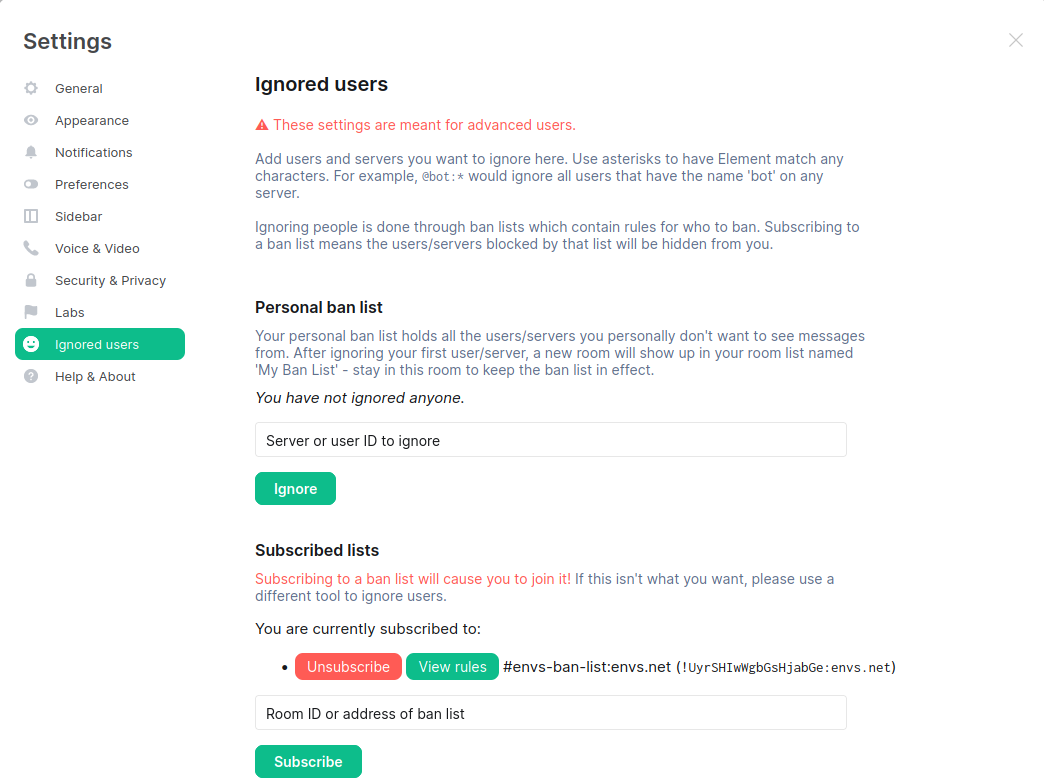 Settings
General
Appearance
Notifications
Preferences
Sidebar
Voice & Video
Security & Privacy
Labs
Ignored users
Help & About
Ignored users
These settings are meant for advanced users.
Add users and servers you want to ignore here. Use asterisks to have Element match any
characters. For example, @bot:* would ignore all users that have the name 'bot' on any
server.
Ignoring people is done through ban lists which contain rules for who to ban. Subscribing to
a ban list means the users/servers blocked by that list will be hidden from you.
Personal ban list
Your personal ban list holds all the users/servers you personally don't want to see messages
from. After ignoring your first user/server, a new room will show up in your room list named
'My Ban List' - stay in this room to keep the ban list in effect.
You have not ignored anyone.
Server or user ID to ignore
Ignore
Subscribed lists
Subscribing to a ban list will cause you to join it! If this isn't what you want, please use a
different tool to ignore users.
You are currently subscribed to:
• Unsubscribe View rules #envs-ban-list:envs.net (!UyrSHIwWgbGsHjabGe:envs.net)
Room ID or address of ban list
Subscribe